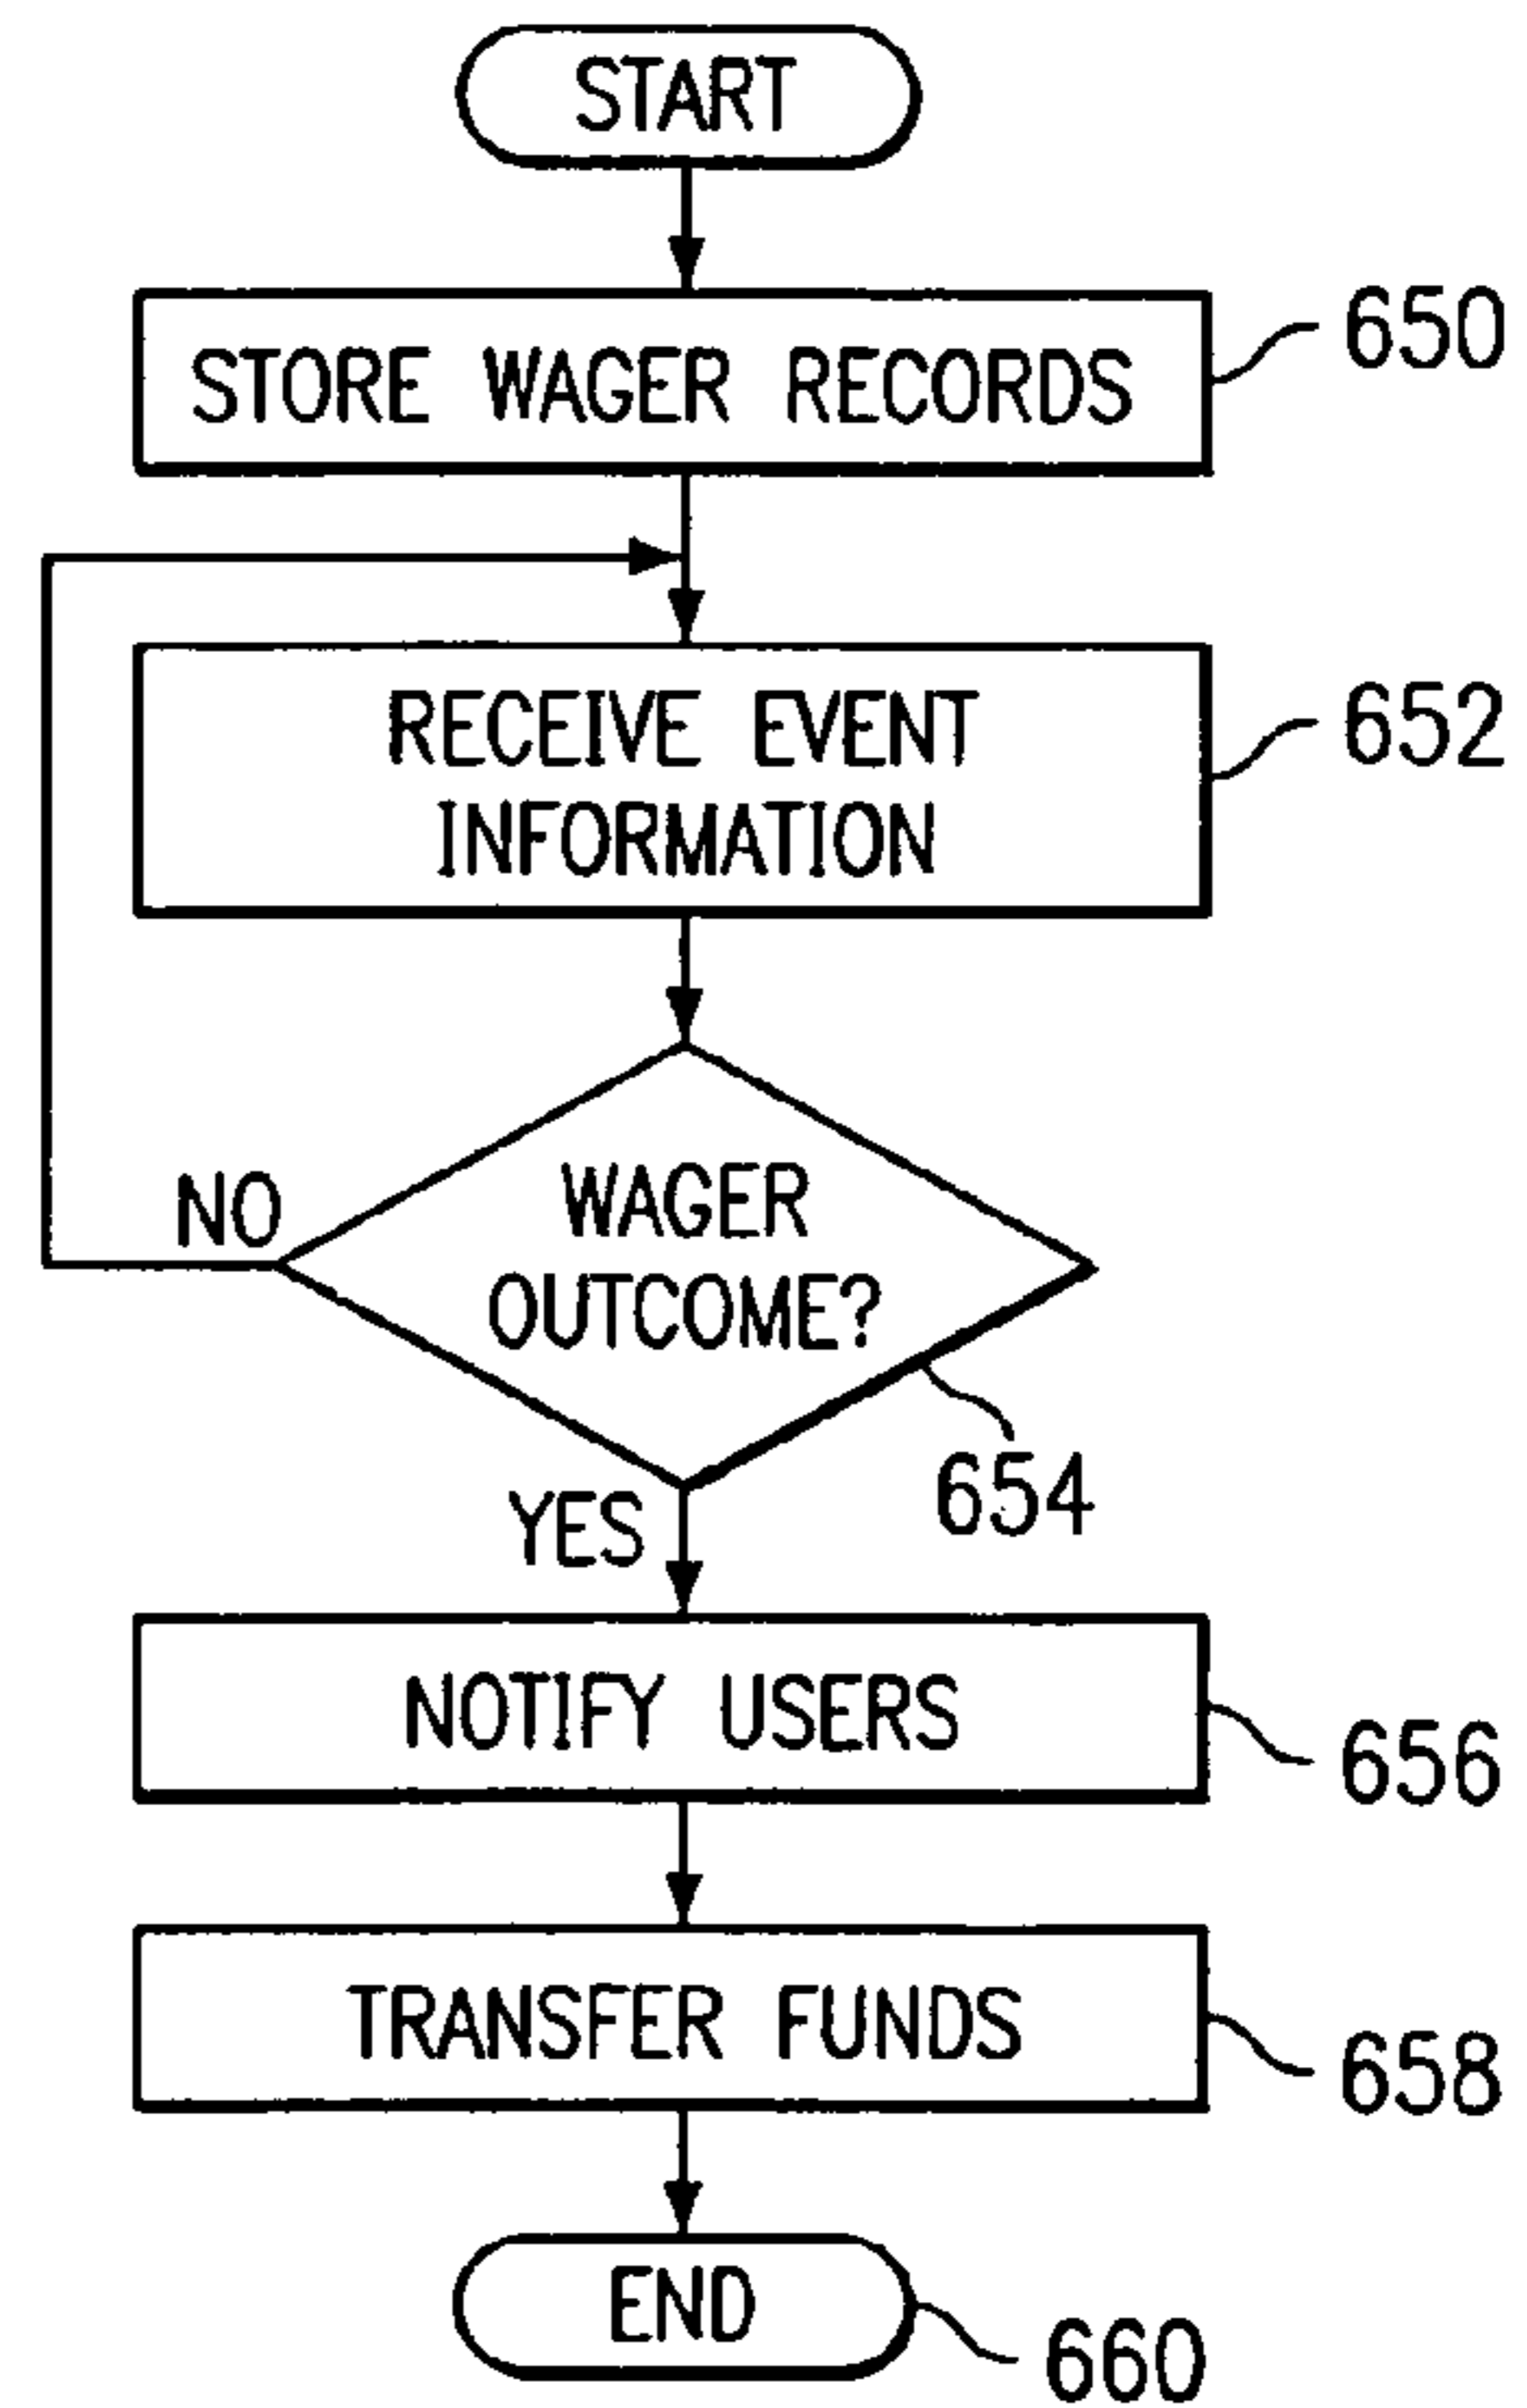 START
STORE WAGER RECORDS
650
RECEIVE EVENT
INFORMATION
652
WAGER
OUTCOME?
NO
654
YES
NOTIFY USERS
656
TRANSFER FUNDS
658
END
660